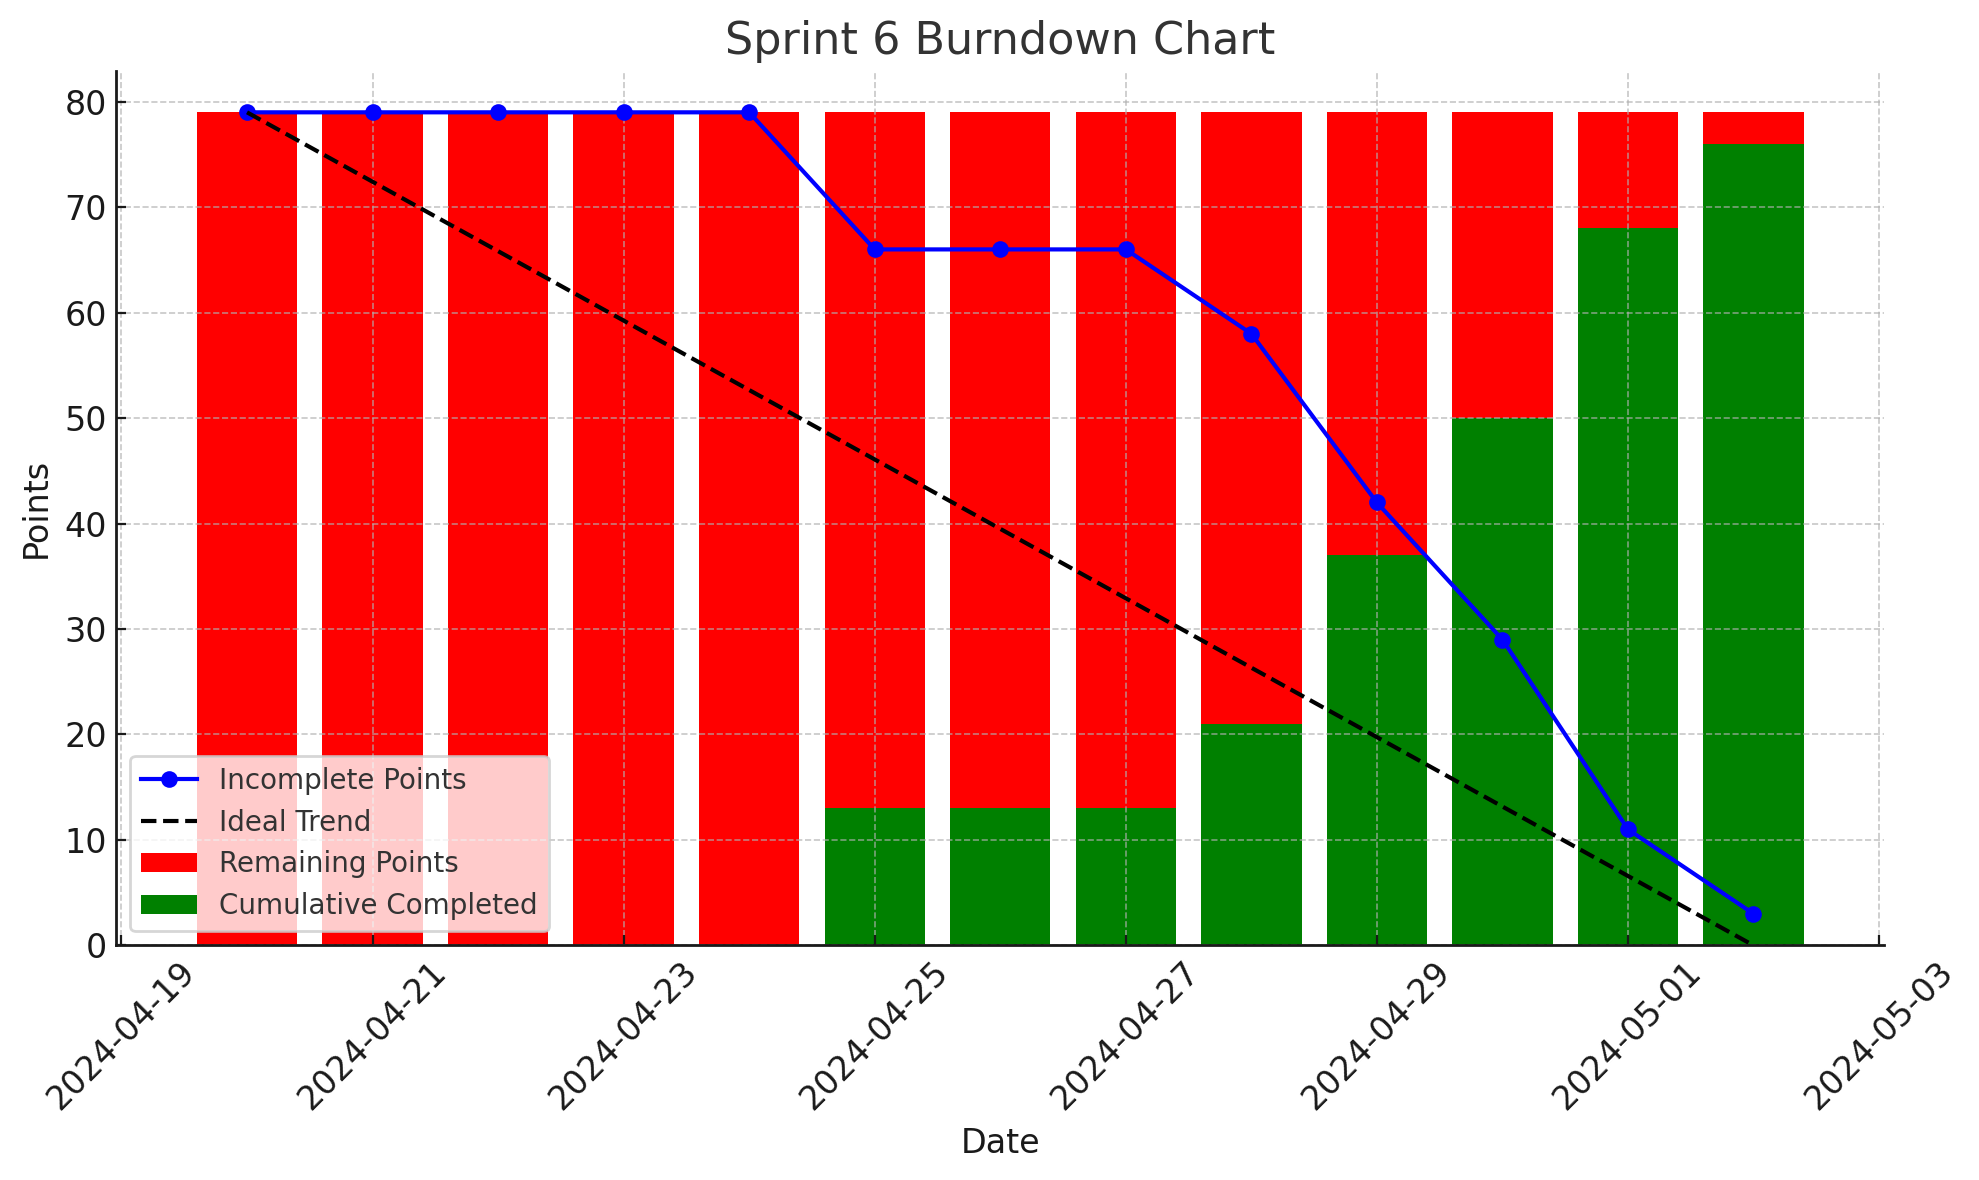 Sprint 6 Burndown Chart
Points
80
70
60
50
40
30
20
10
0
Incomplete Points
Ideal Trend
Remaining Points
Cumulative Completed
2024-04-19
2024-04-21
2024-04-23
2024-04-25
2024-04-27
2024-04-29
2024-05-01
2024-05-03
Date